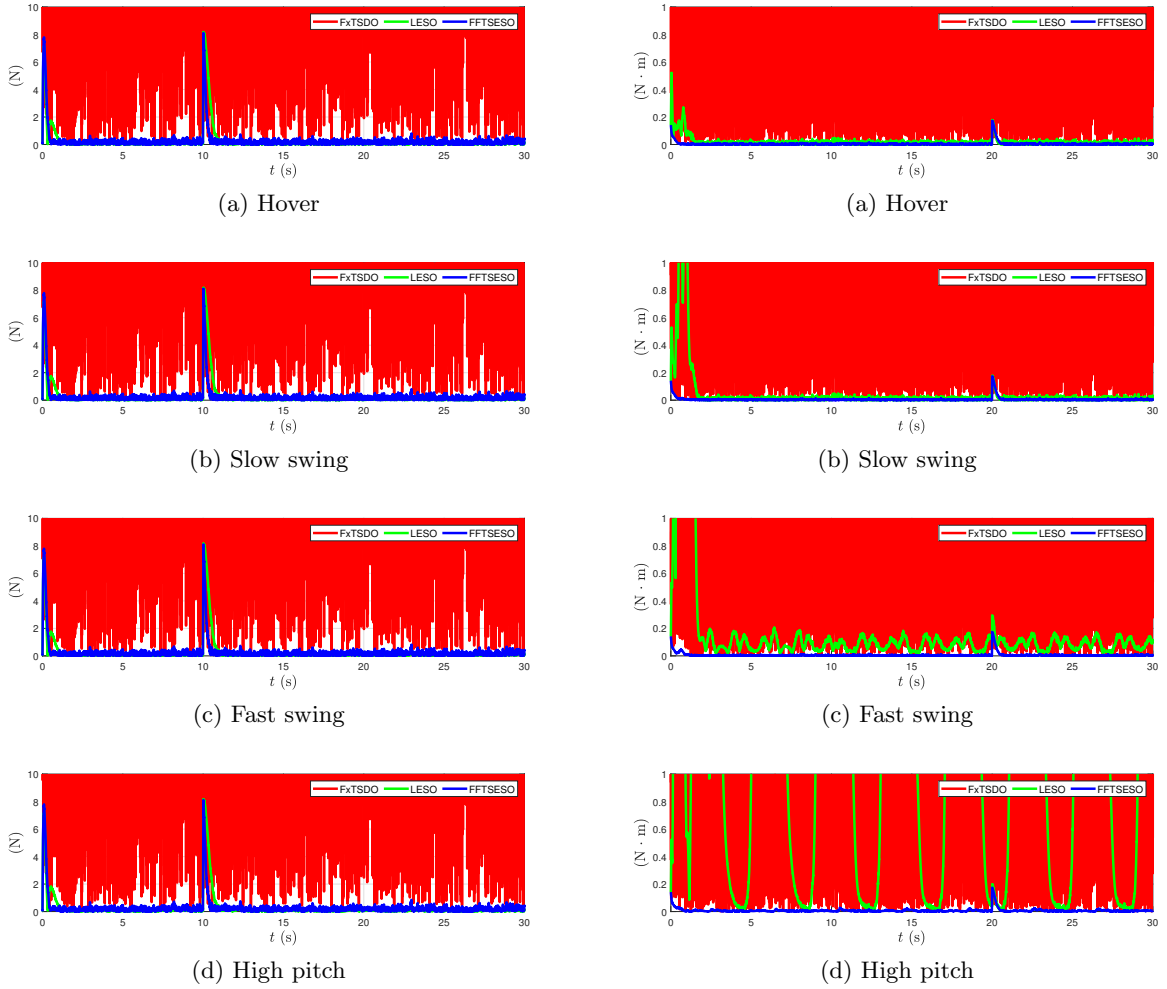 10
8
6
4
2
0
(N)
FxTSDO LESO FFTSESO
0 5 10 15 20 25 30
t (s)
(a) Hover
1
0.8
0.6
0.4
0.2
0
(N · m)
FxTSDO LESO FFTSESO
0 5 10 15 20 25 30
t (s)
(a) Hover
10
8
6
4
2
0
(N)
FxTSDO LESO FFTSESO
0 5 10 15 20 25 30
t (s)
(b) Slow swing
1
0.8
0.6
0.4
0.2
0
(N · m)
FxTSDO LESO FFTSESO
0 5 10 15 20 25 30
t (s)
(b) Slow swing
10
8
6
4
2
0
(N)
FxTSDO LESO FFTSESO
0 5 10 15 20 25 30
t (s)
(c) Fast swing
1
0.8
0.6
0.4
0.2
0
(N · m)
FxTSDO LESO FFTSESO
0 5 10 15 20 25 30
t (s)
(c) Fast swing
10
8
6
4
2
0
(N)
FxTSDO LESO FFTSESO
0 5 10 15 20 25 30
t (s)
(d) High pitch
1
0.8
0.6
0.4
0.2
0
(N · m)
FxTSDO LESO FFTSESO
0 5 10 15 20 25 30
t (s)
(d) High pitch